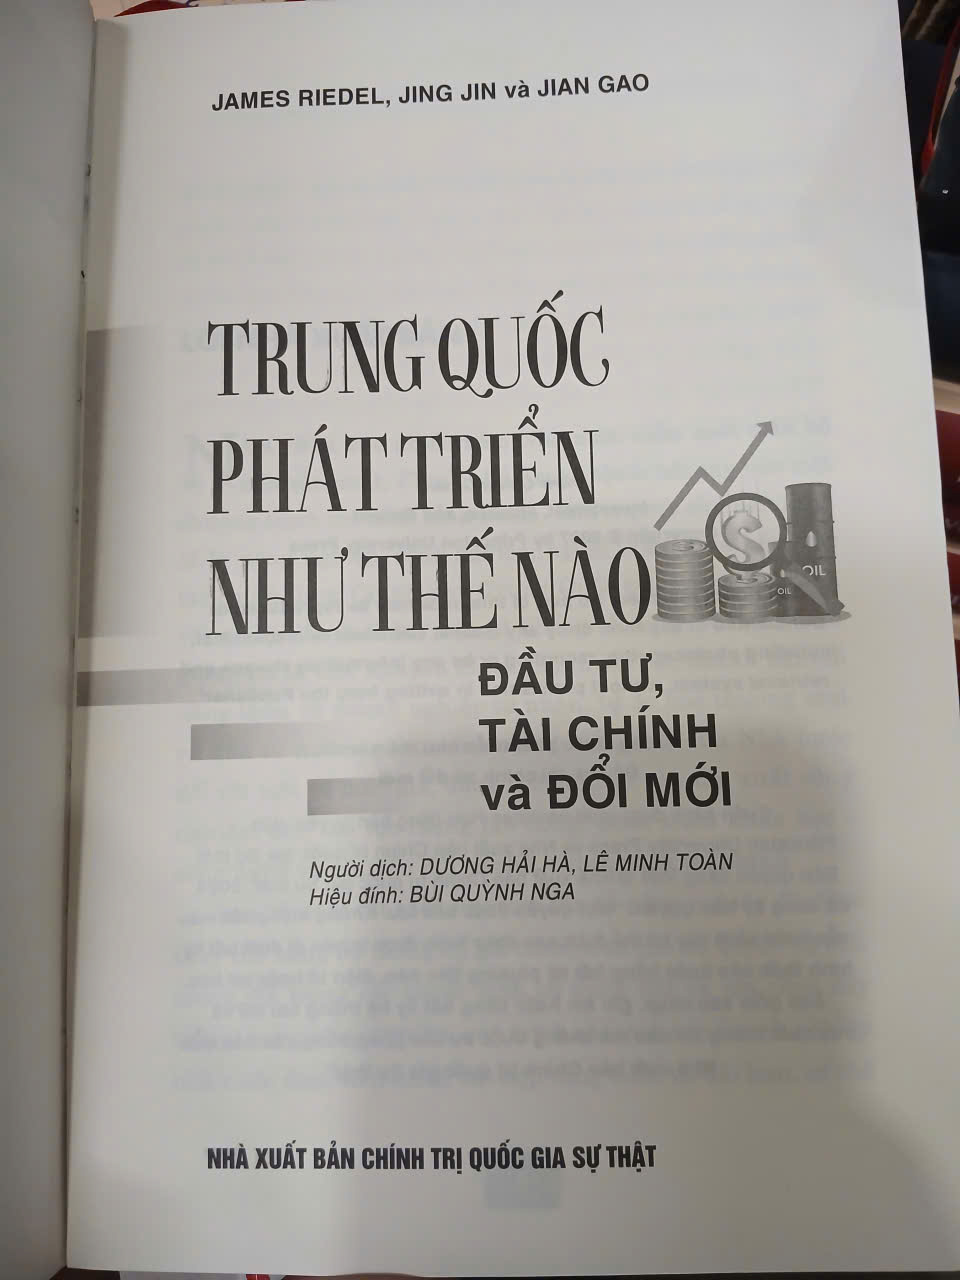 JAMES RIEDEL, JING JIN và JIAN GAO
TRUNG QUỐC
PHÁT TRIỂN
NHƯ THẾ NÀO
$
OIL
OIL
ĐẦU TƯ,
TÀI CHÍNH
và ĐỔI MỚI
Người dịch: DƯƠNG HẢI HÀ, LÊ MINH TOÀN
Hiệu đính: BÙI QUỲNH NGA
NHÀ XUẤT BẢN CHÍNH TRỊ QUỐC GIA SỰ THẬT